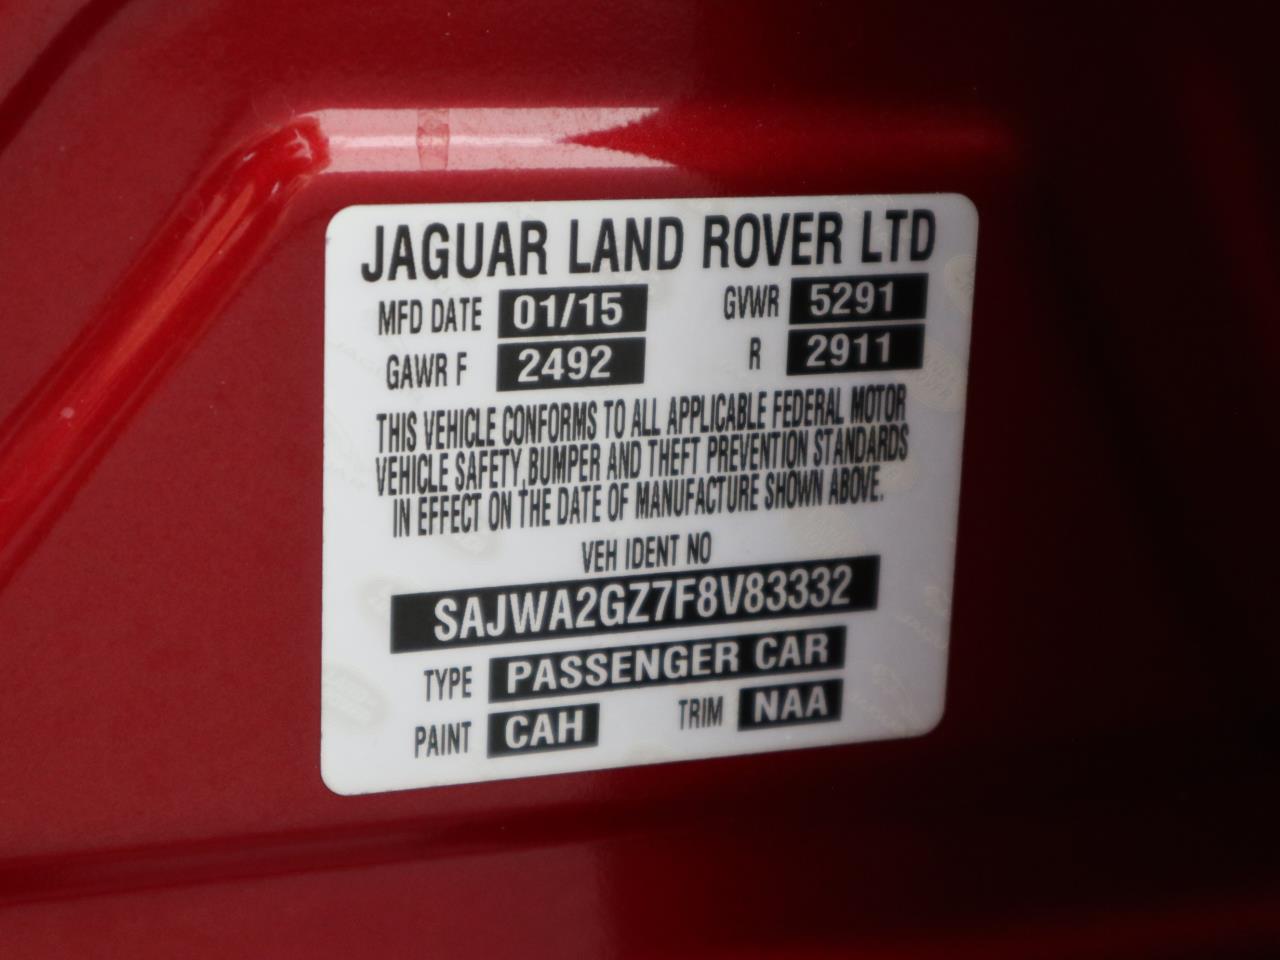 JAGUAR LAND ROVER LTD
MFD DATE 01/15 GVWR 5291
GAWR F 2492 R 2911
THIS VEHICLE CONFORMS TO ALL APPLICABLE FEDERAL MOTOR
VEHICLE SAFETY, BUMPER AND THEFT PREVENTION STANDARDS
IN EFFECT ON THE DATE OF MANUFACTURE SHOWN ABOVE.
VEH IDENT NO
SAJWA2GZ7F8V83332
TYPE PASSENGER CAR
PAINT CAH TRIM NAA